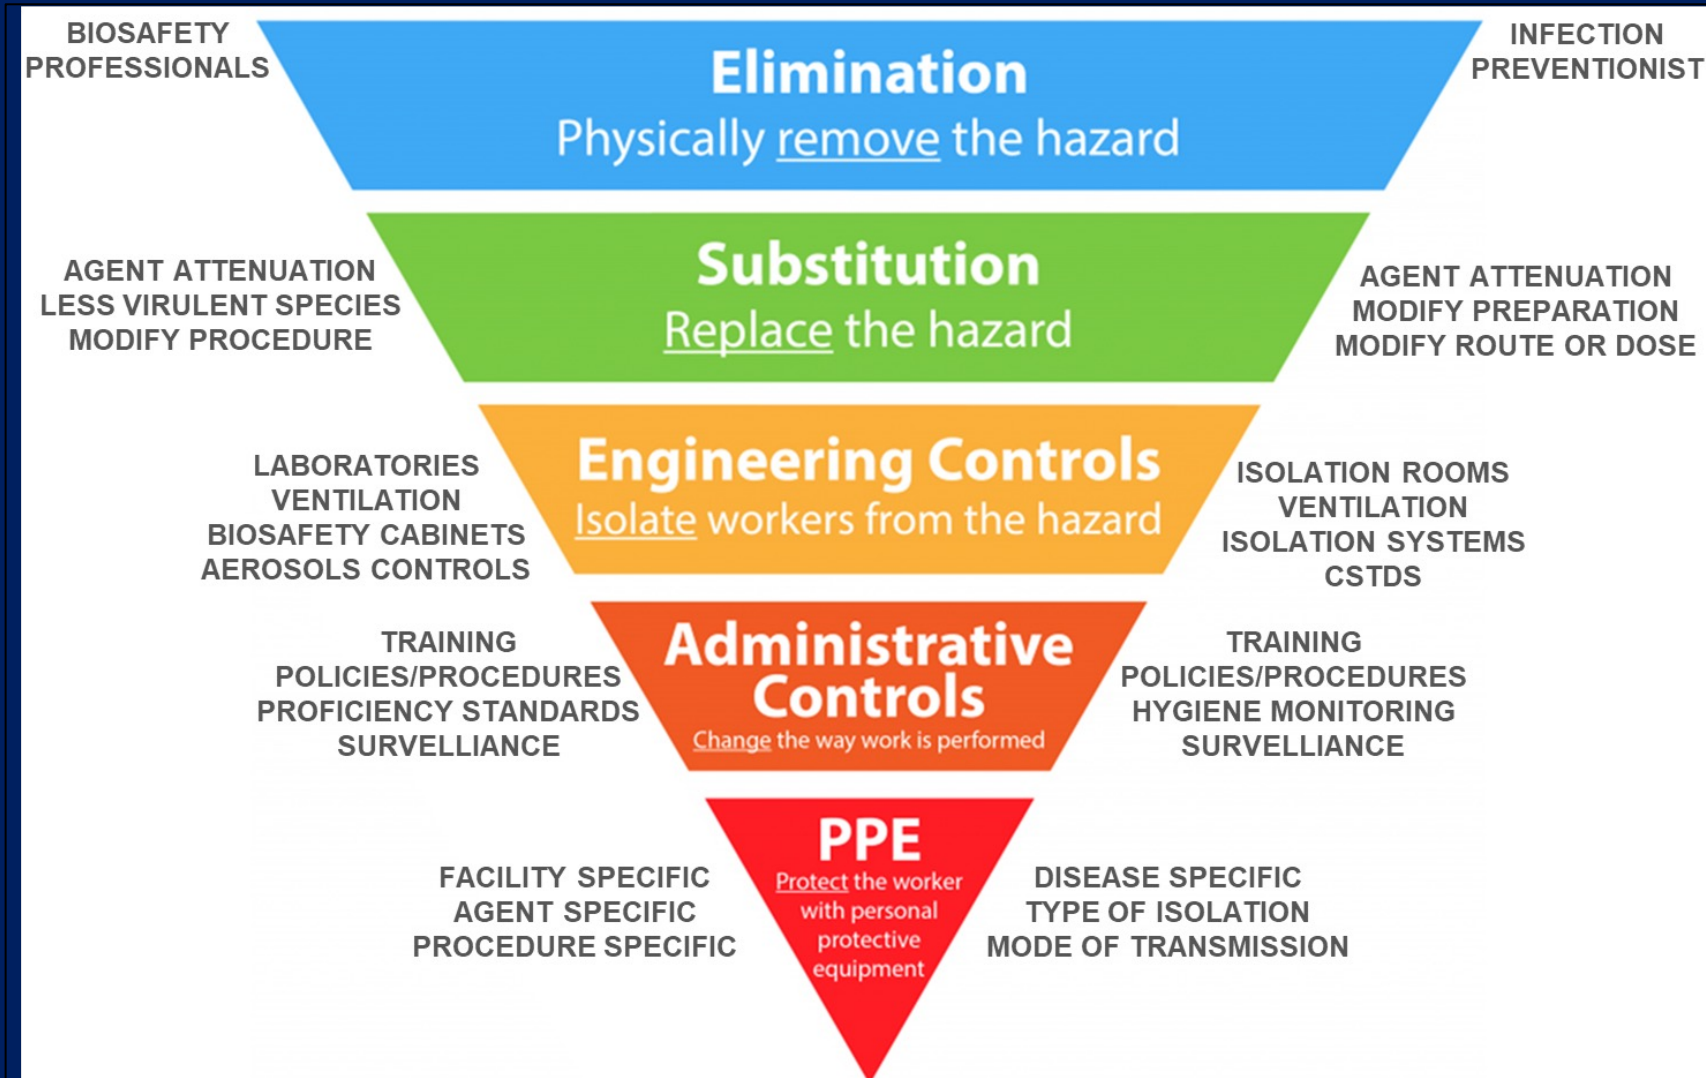 BIOSAFETY
PROFESSIONALS
Elimination
Physically remove the hazard
INFECTION
PREVENTIONIST
AGENT ATTENUATION
LESS VIRULENT SPECIES
MODIFY PROCEDURE
Substitution
Replace the hazard
AGENT ATTENUATION
MODIFY PREPARATION
MODIFY ROUTE OR DOSE
LABORATORIES
VENTILATION
BIOSAFETY CABINETS
AEROSOLS CONTROLS
Engineering Controls
Isolate workers from the hazard
ISOLATION ROOMS
VENTILATION
ISOLATION SYSTEMS
CSTDS
TRAINING
POLICIES/PROCEDURES
PROFICIENCY STANDARDS
SURVELLIANCE
Administrative
Controls
Change the way work is performed
TRAINING
POLICIES/PROCEDURES
HYGIENE MONITORING
SURVELLIANCE
FACILITY SPECIFIC
AGENT SPECIFIC
PROCEDURE SPECIFIC
PPE
Protect the worker
with personal
protective
equipment
DISEASE SPECIFIC
TYPE OF ISOLATION
MODE OF TRANSMISSION